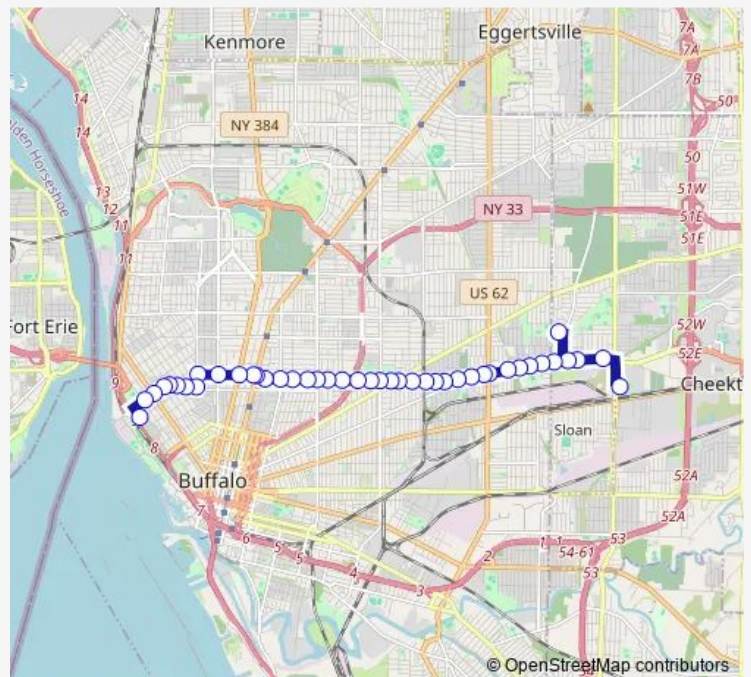 Kenmore
Eggertsville
7A
7A
7B
50
14
14
NY 384
50
51W
51E
51E
13
12
11
11
NY 33
US 62
Fort Erie
52W
52E
9
Cheekt
Sloan
8
Buffalo
7
6
5
5
4
3
2
1
1
54-61
53
53
52A
52A
© OpenStreetMap contributors